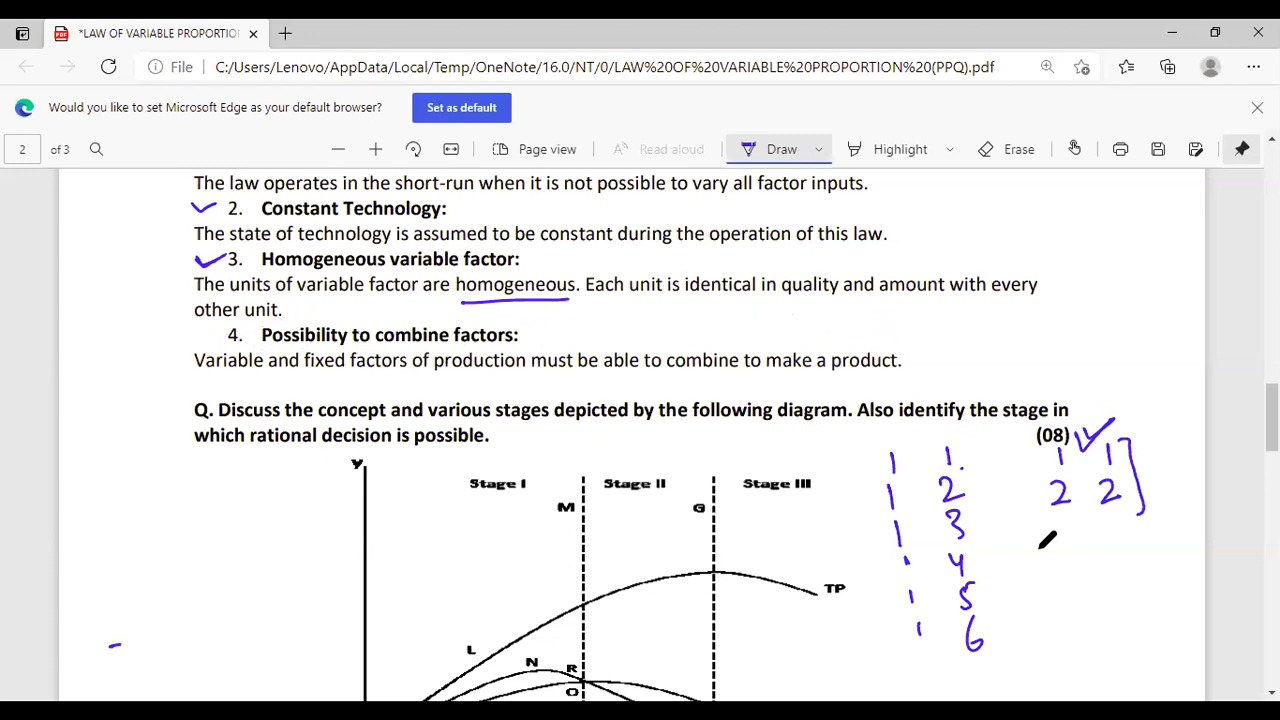 *LAW OF VARIABLE PROPORTION
File C:/Users/Lenovo/AppData/Local/Temp/OneNote/16.0/NT/0/LAW%20OF%20VARIABLE%20PROPORTION%20(PPQ).pdf
Would you like to set Microsoft Edge as your default browser? Set as default
2 of 3 Page view Read aloud Draw Highlight Erase
The law operates in the short-run when it is not possible to vary all factor inputs.
2. Constant Technology:
The state of technology is assumed to be constant during the operation of this law.
3. Homogeneous variable factor:
The units of variable factor are homogeneous. Each unit is identical in quality and amount with every
other unit.
4. Possibility to combine factors:
Variable and fixed factors of production must be able to combine to make a product.
Q. Discuss the concept and various stages depicted by the following diagram. Also identify the stage in
which rational decision is possible. (08)
1 1. 1 1
Y Stage I Stage II Stage III
1 2 2 2
M G
1 3
1 4
TP
1 5
1 6
L
N R
O